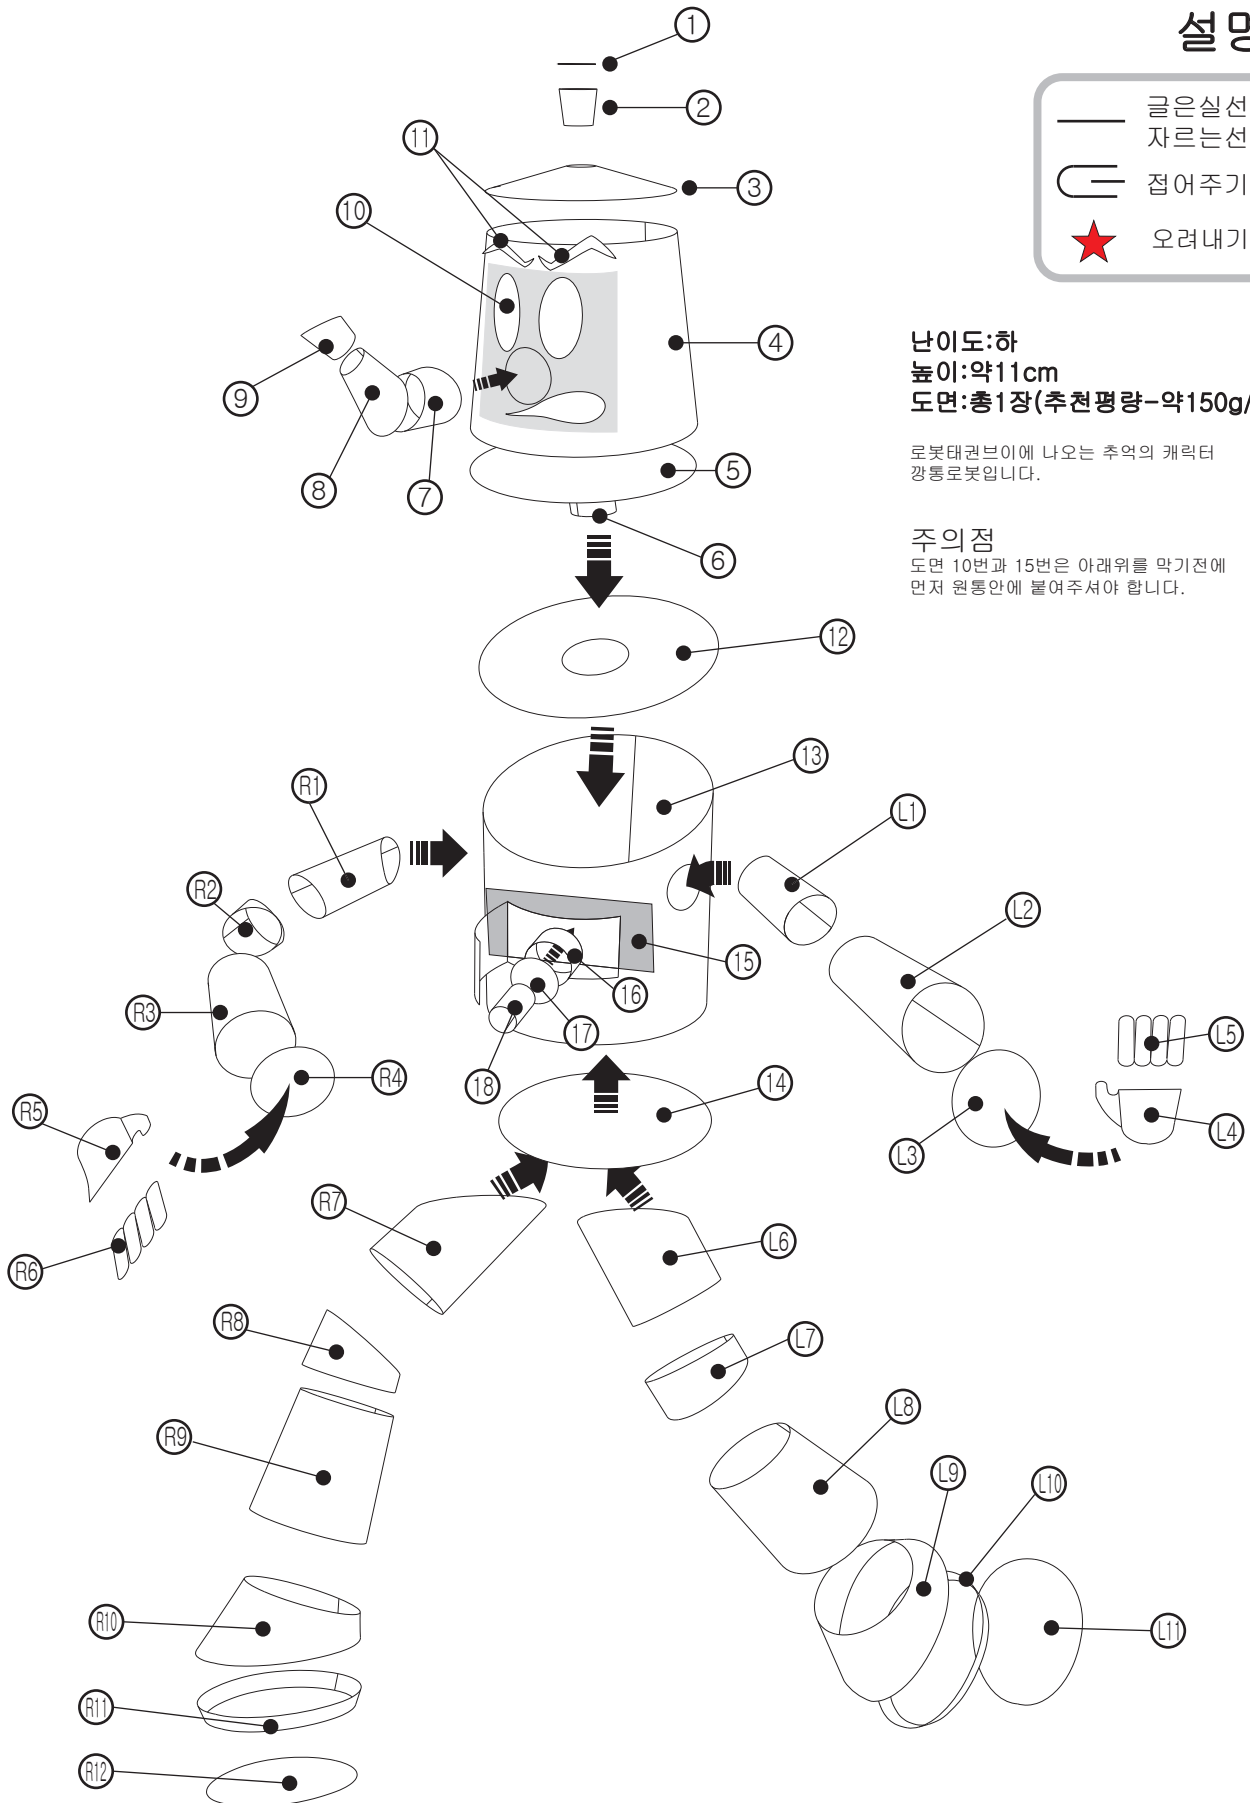 설명
글은실선
자르는선
접어주기
오려내기
난이도:하
높이:약11cm
도면:총1장(추천평량-약150g/
로봇태권브이에 나오는 추억의 캐릭터
깡통로봇입니다.
주의점
도면 10번과 15번은 아래위를 막기전에
먼저 원통안에 붙여주셔야 합니다.
1
2
11
3
10
4
9
8
7
5
6
12
13
R1
L1
R2
L2
15
16
R3
17
L5
R4
18
14
R5
L4
L3
R7
L6
R6
R8
L7
R9
L8
L9
L10
R10
L11
R11
R12